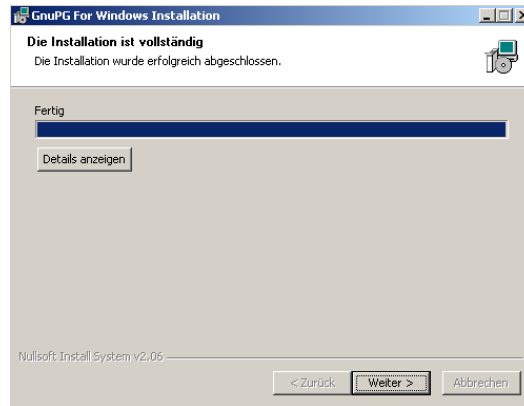 GnuPG For Windows Installation
Die Installation ist vollständig
Die Installation wurde erfolgreich abgeschlossen.
Fertig
Details anzeigen
Nullsoft Install System v2.06
< Zurück
Weiter >
Abbrechen